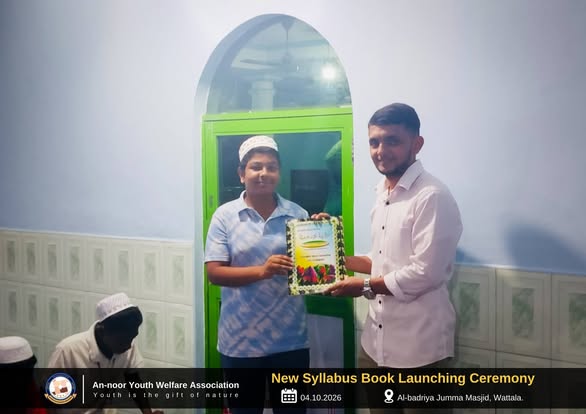 An-noor Youth Welfare Association
Youth is the gift of nature
New Syllabus Book Launching Ceremony
04.10.2026
Al-badriya Jumma Masjid, Wattala.